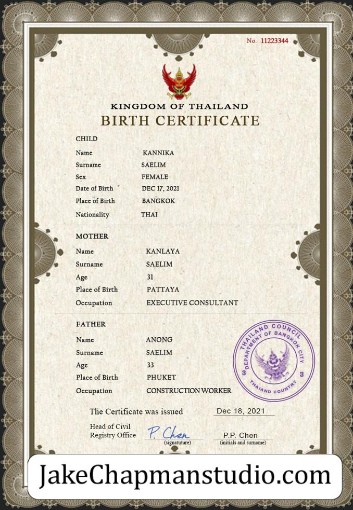 No. 11223344
KINGDOM OF THAILAND
BIRTH CERTIFICATE
CHILD
Name KANNIKA
Surname SAELIM
Sex FEMALE
Date of Birth DEC 17, 2021
Place of Birth BANGKOK
Nationality THAI
MOTHER
Name KANLAYA
Surname SAELIM
Age 31
Place of Birth PATTAYA
Occupation EXECUTIVE CONSULTANT
FATHER
Name ANONG
Surname SAELIM
Age 33
Place of Birth PHUKET
Occupation CONSTRUCTION WORKER
THAILAND COUNCIL
DEPARTMENT OF BANGKOK CITY
THAILAND COUNTRY
The Certificate was issued Dec 18, 2021
Head of Civil
Registry Office P. Chen P.P. Chen
(signature) (initials and surname)
JakeChapmanstudio.com